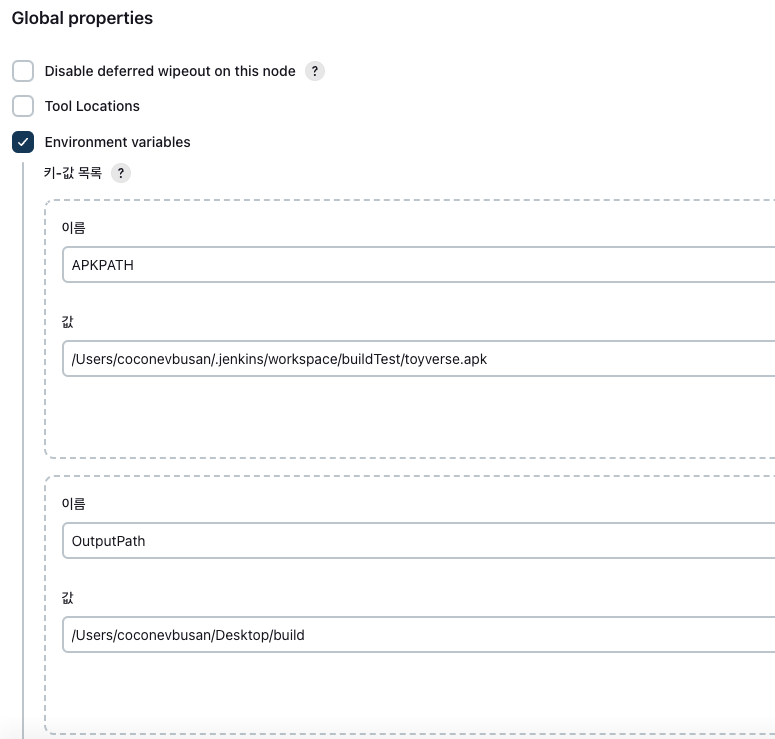 Global properties
Disable deferred wipeout on this node ?
Tool Locations
Environment variables
키-값 목록 ?
이름
APKPATH
값
/Users/coconevbusan/.jenkins/workspace/buildTest/toyverse.apk
이름
OutputPath
값
/Users/coconevbusan/Desktop/build